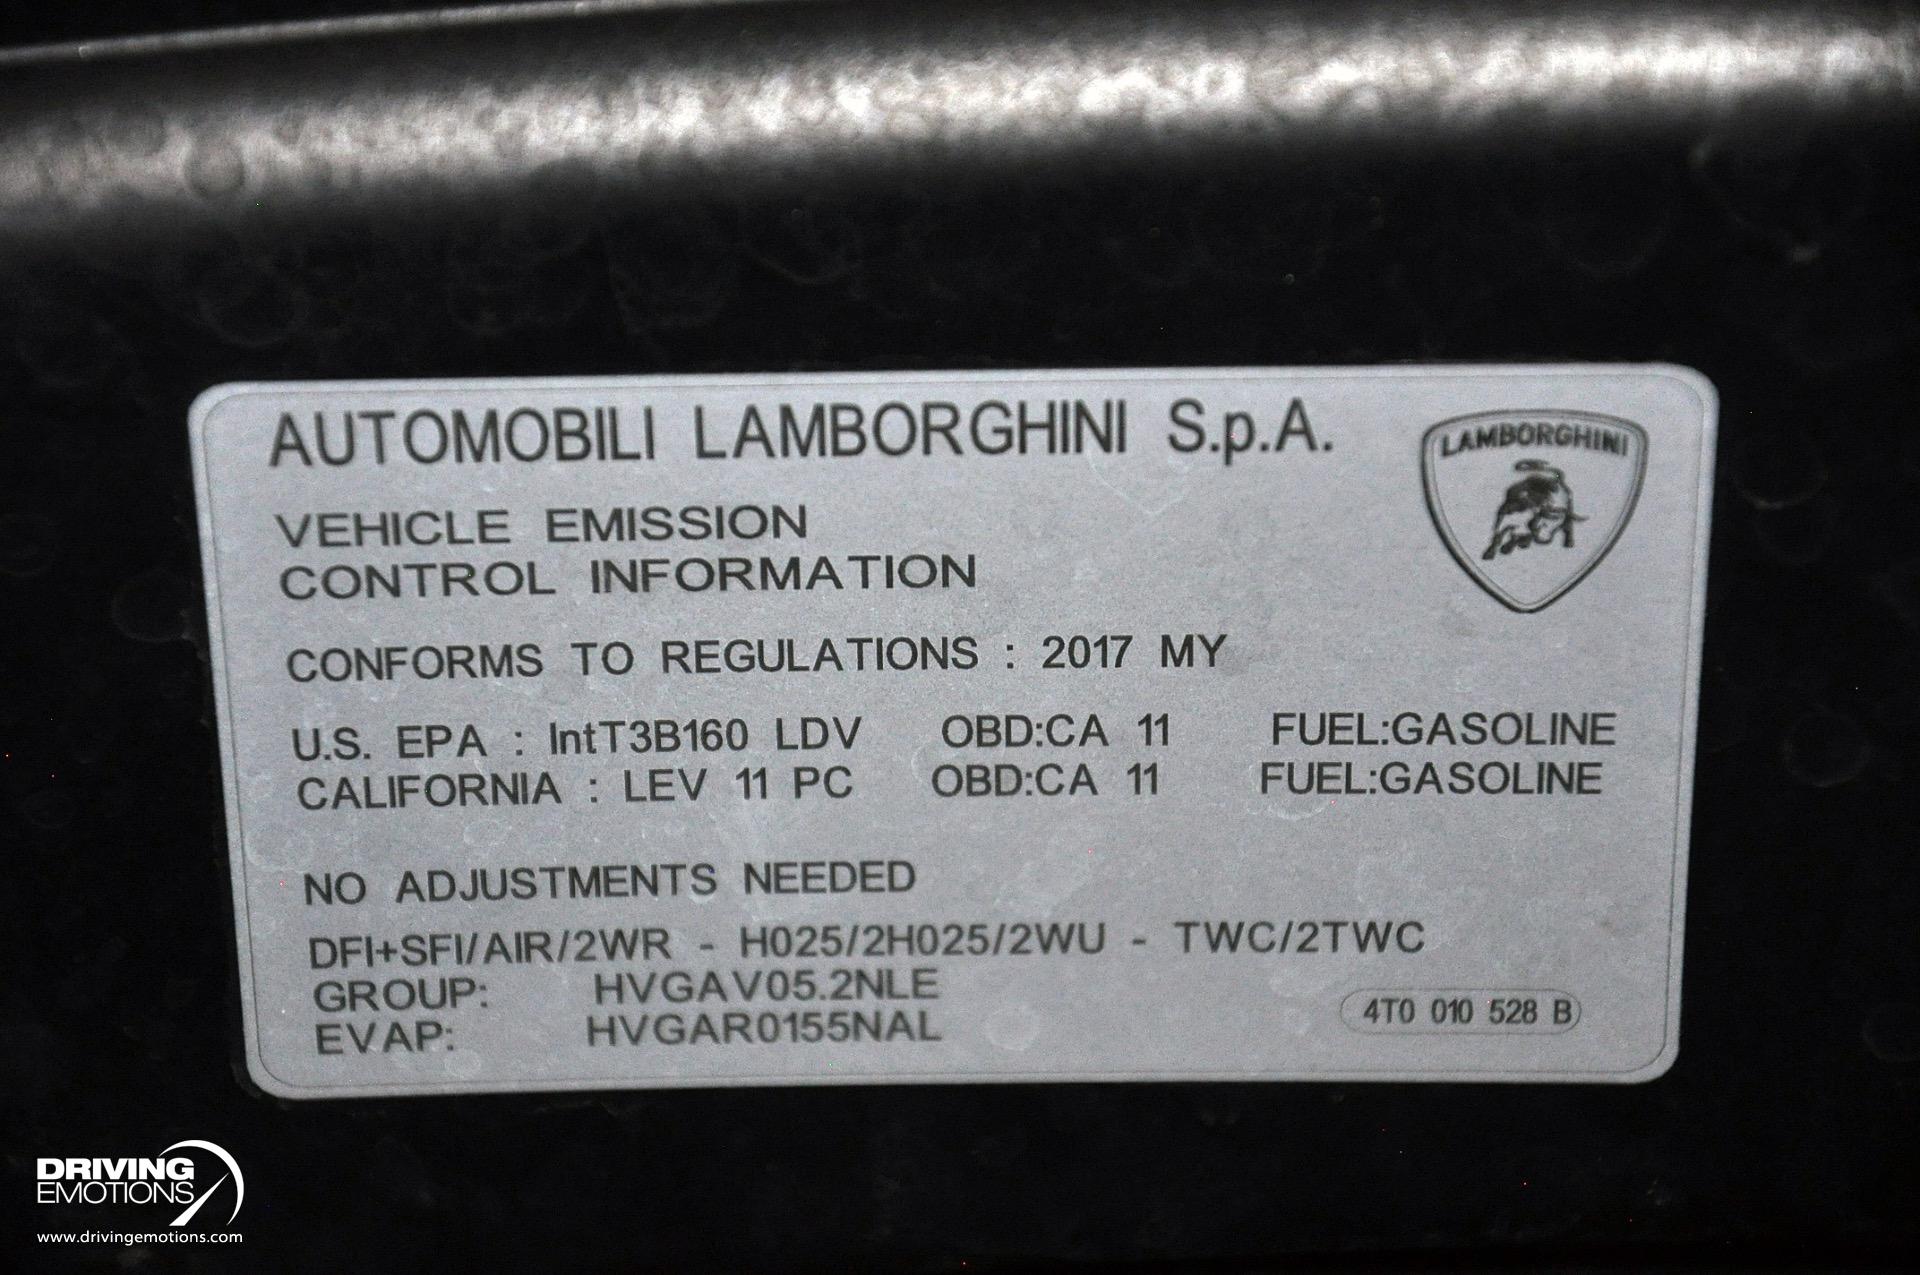 AUTOMOBILI LAMBORGHINI S.p.A.
LAMBORGHINI
VEHICLE EMISSION
CONTROL INFORMATION
CONFORMS TO REGULATIONS : 2017 MY
U.S. EPA : IntT3B160 LDV OBD:CA 11 FUEL:GASOLINE
CALIFORNIA : LEV 11 PC OBD:CA 11 FUEL:GASOLINE
NO ADJUSTMENTS NEEDED
DFI+SFI/AIR/2WR - HO25/2HO25/2WU - TWC/2TWC
GROUP: HVGAV05.2NLE
EVAP: HVGAR0155NAL
4T0 010 528 B
DRIVING
EMOTIONS
www.drivingemotions.com